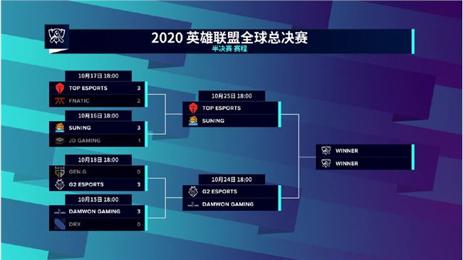 2020 英雄联盟全球总决赛
半决赛 赛程
10月17日 18:00
TOP ESPORTS 3
FNATIC 2
10月16日 18:00
SUNING 3
JD GAMING 1
10月18日 18:00
GEN.G 0
G2 ESPORTS 3
10月15日 18:00
DAMWON GAMING 3
DRX 0
10月25日 18:00
TOP ESPORTS
SUNING
10月24日 18:00
G2 ESPORTS
DAMWON GAMING
WINNER
WINNER